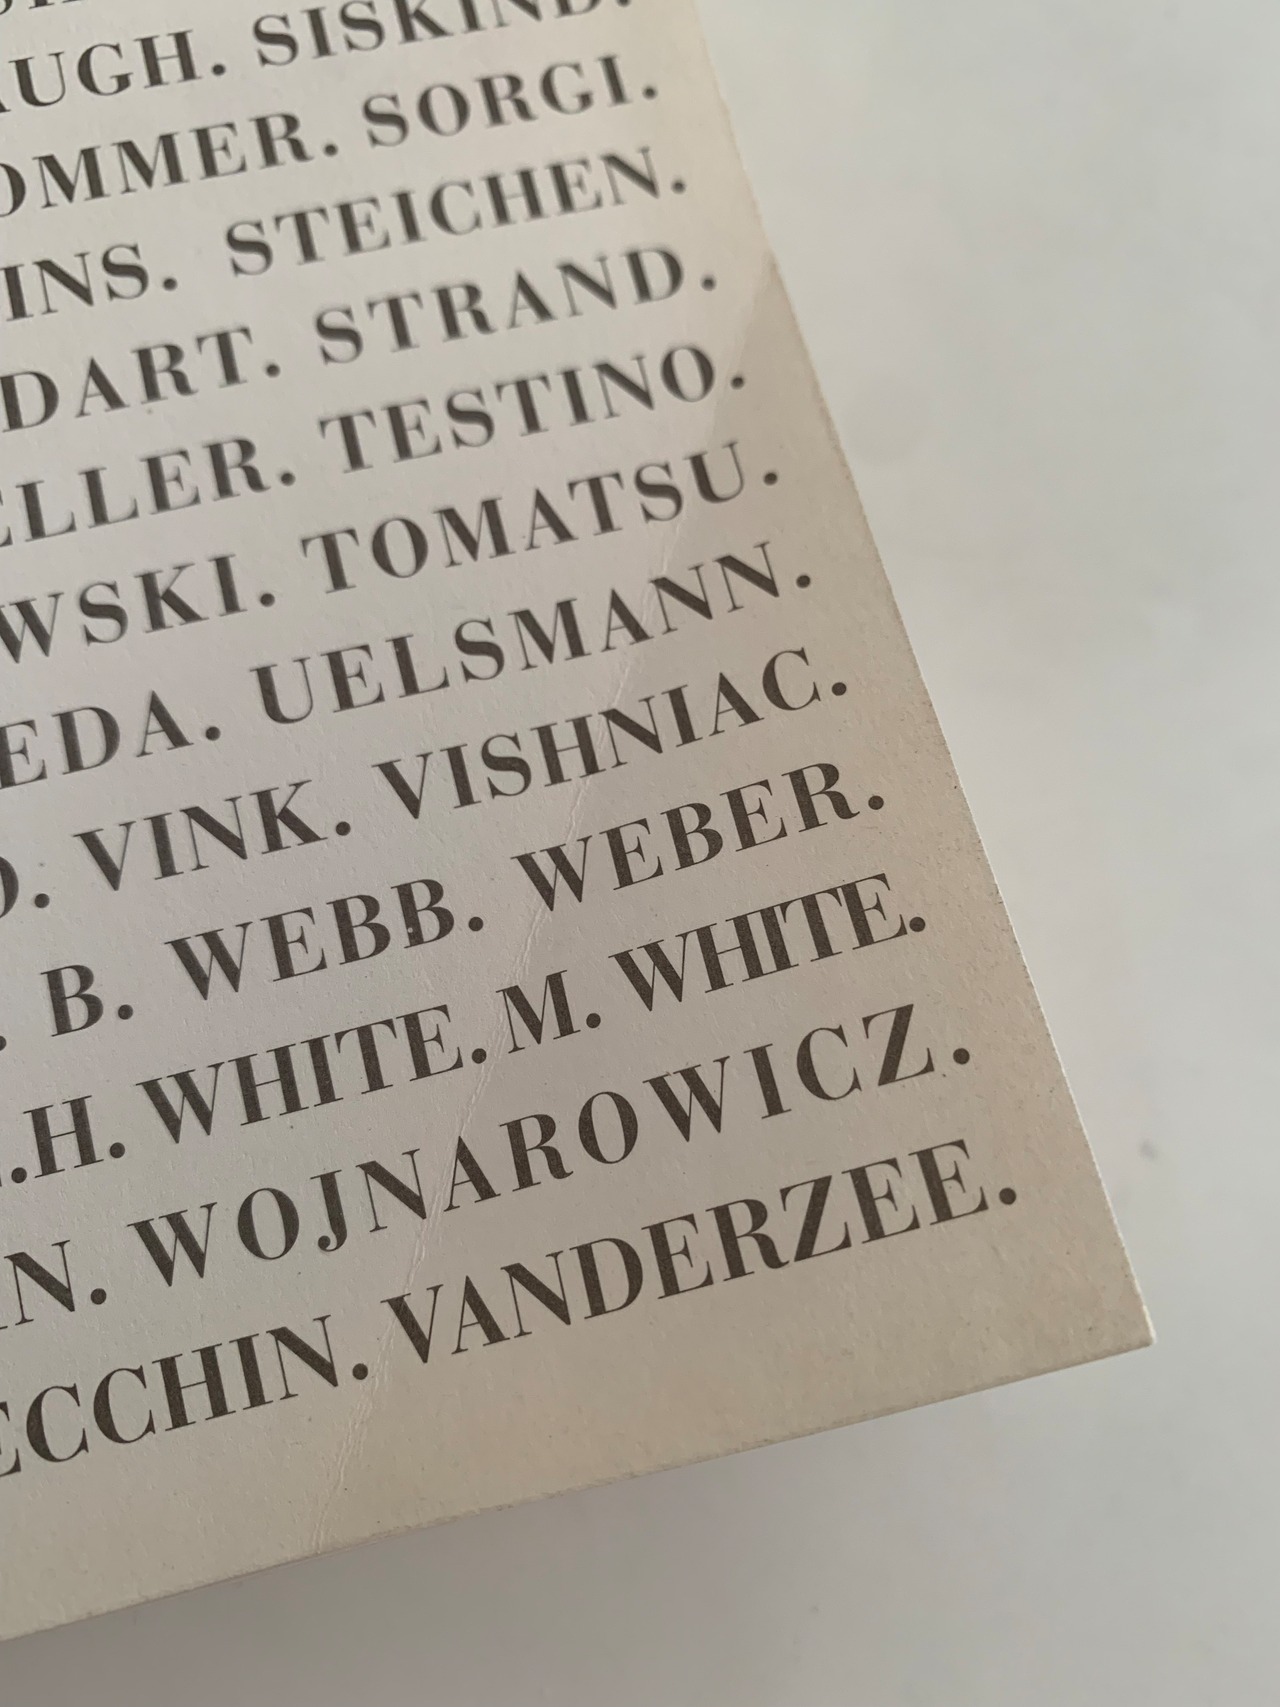 AUGH. SISKIND.
OMMER. SORGI.
INS. STEICHEN.
DART. STRAND.
ELLER. TESTINO.
WSKI. TOMATSU.
EDA. UELSMANN.
O. VINK. VISHNIAC.
. B. WEBB. WEBER.
.H. WHITE. M. WHITE.
N. WOJNAROWICZ.
ECCHIN. VANDERZEE.